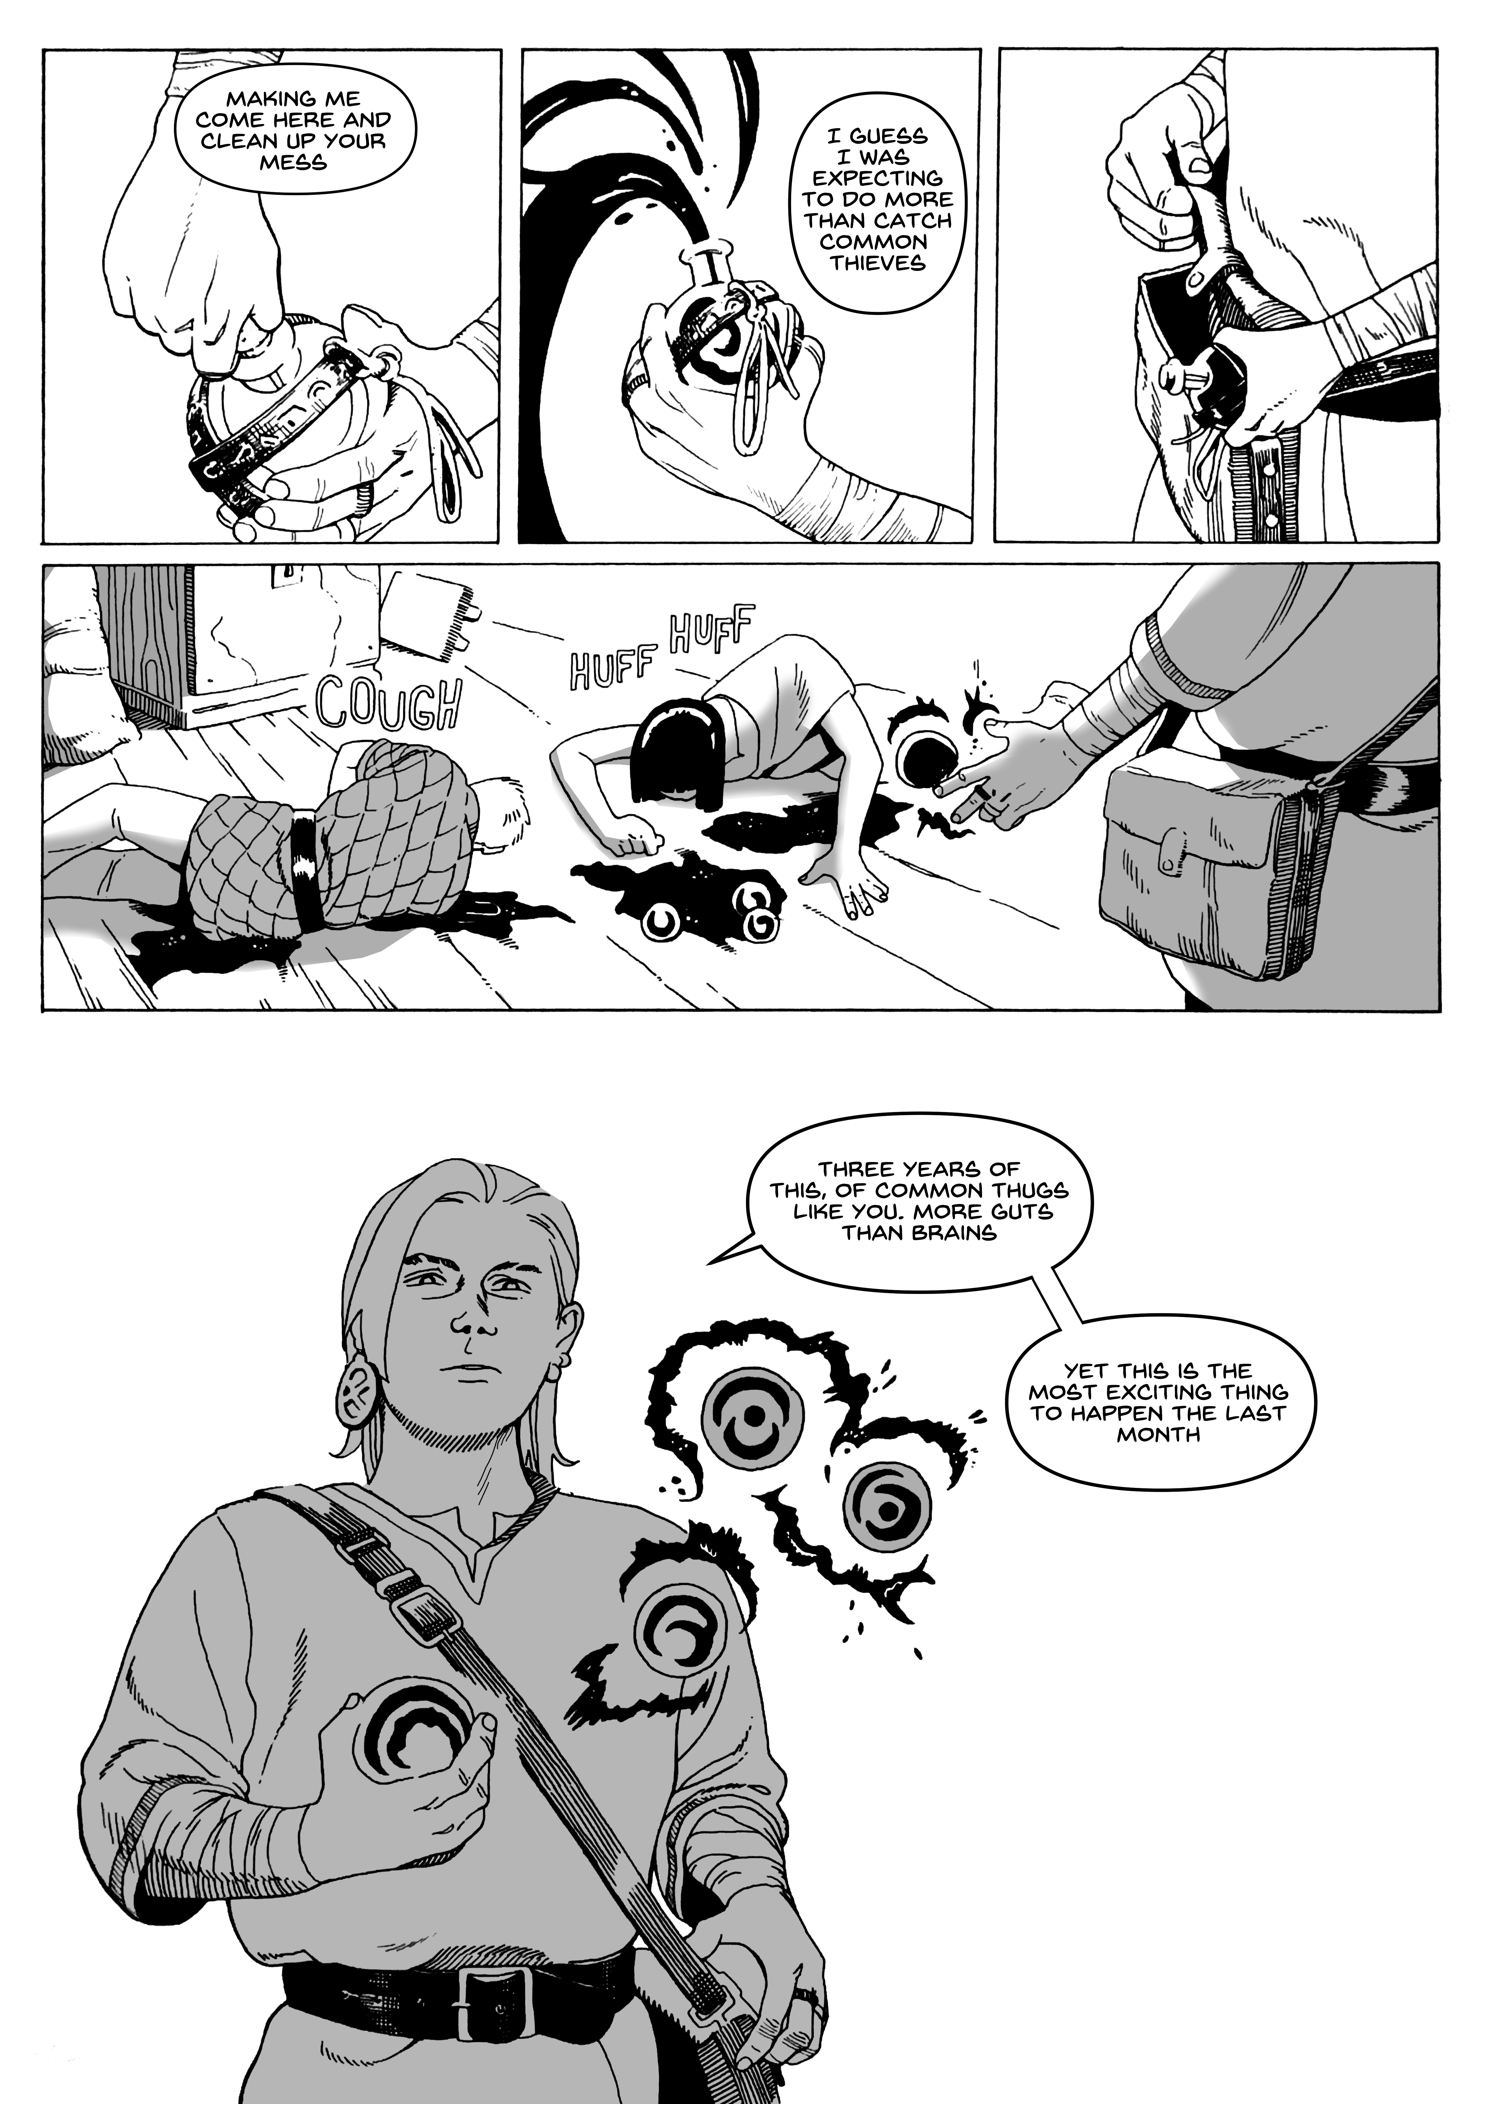 MAKING ME
COME HERE AND
CLEAN UP YOUR
MESS
I GUESS
I WAS
EXPECTING
TO DO MORE
THAN CATCH
COMMON
THIEVES
COUGH
HUFF
HUFF
THREE YEARS OF
THIS, OF COMMON THUGS
LIKE YOU. MORE GUTS
THAN BRAINS
YET THIS IS THE
MOST EXCITING THING
TO HAPPEN THE LAST
MONTH